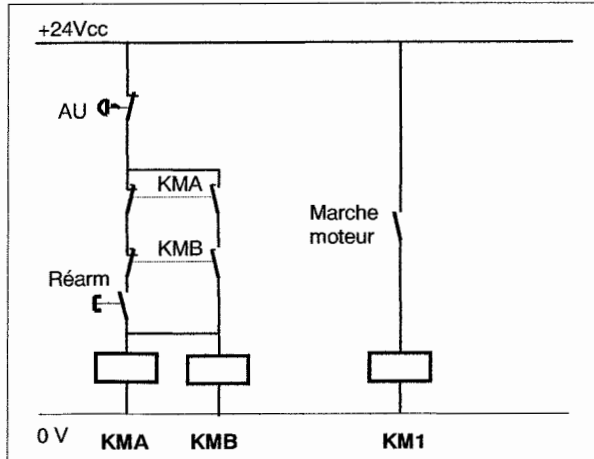 +24Vcc
AU
KMA
Marche
moteur
KMB
Réarm
0 V
KMA
KMB
KM1